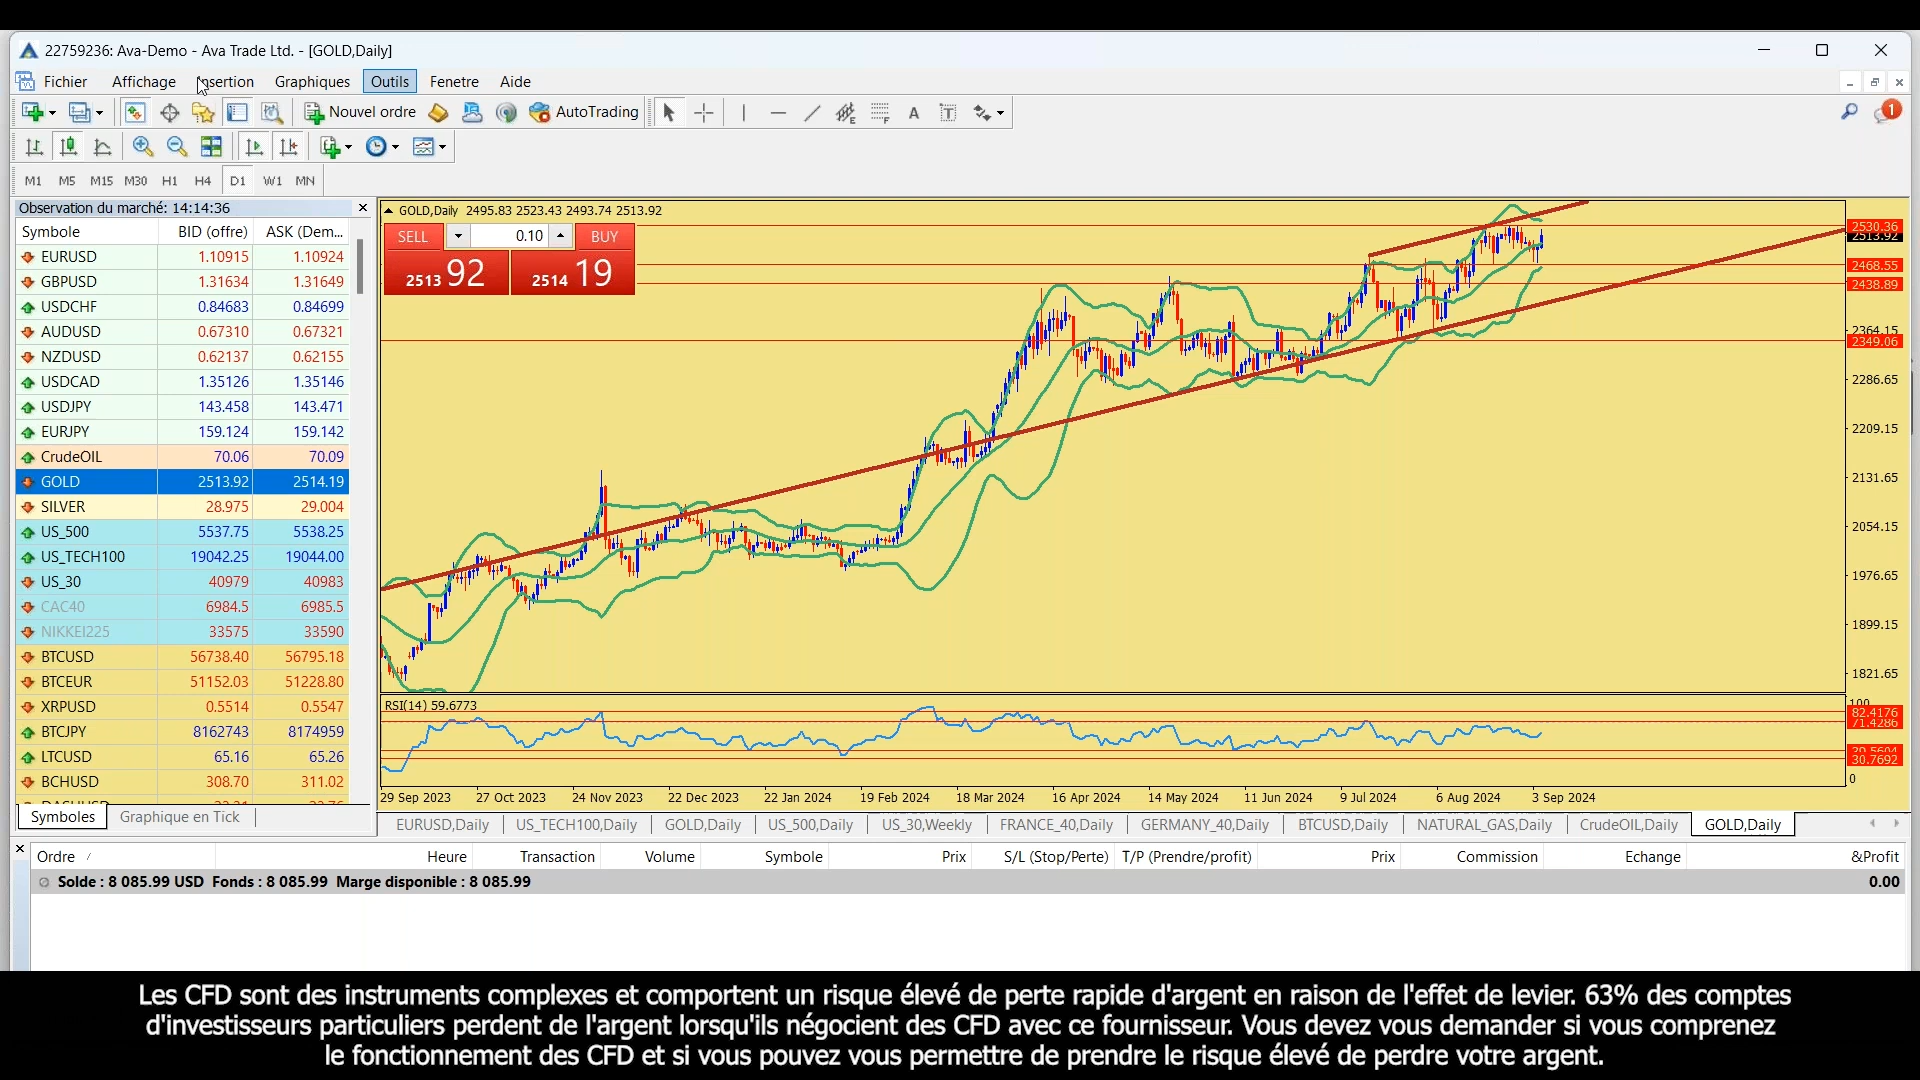 22759236: Ava-Demo - Ava Trade Ltd. - [GOLD,Daily]
Fichier Affichage Insertion Graphiques Outils Fenetre Aide
Nouvel ordre AutoTrading A T 1
M1 M5 M15 M30 H1 H4 D1 W1 MN
Observation du marché: 14:14:36
Symbole BID (offre) ASK (Dem...
EURUSD 1.10915 1.10924
GBPUSD 1.31634 1.31649
USDCHF 0.84683 0.84699
AUDUSD 0.67310 0.67321
NZDUSD 0.62137 0.62155
USDCAD 1.35126 1.35146
USDJPY 143.458 143.471
EURJPY 159.124 159.142
CrudeOIL 70.06 70.09
GOLD 2513.92 2514.19
SILVER 28.975 29.004
US_500 5537.75 5538.25
US_TECH100 19042.25 19044.00
US_30 40979 40983
CAC40 6984.5 6985.5
NIKKEI225 33575 33590
BTCUSD 56738.40 56795.18
BTCEUR 51152.03 51228.80
XRPUSD 0.5514 0.5547
BTCJPY 8162743 8174959
LTCUSD 65.16 65.26
BCHUSD 308.70 311.02
Symboles Graphique en Tick
GOLD,Daily 2495.83 2523.43 2493.74 2513.92
SELL 0.10 BUY
2513 92 2514 19
2530.36
2513.92
2468.55
2438.89
2364.15
2349.06
2286.65
2209.15
2131.65
2054.15
1976.65
1899.15
1821.65
RSI(14) 59.6773
100
82.4176
71.4286
30.7692
0
29 Sep 2023 27 Oct 2023 24 Nov 2023 22 Dec 2023 22 Jan 2024 19 Feb 2024 18 Mar 2024 16 Apr 2024 14 May 2024 11 Jun 2024 9 Jul 2024 6 Aug 2024 3 Sep 2024
EURUSD,Daily US_TECH100,Daily GOLD,Daily US_500,Daily US_30,Weekly FRANCE_40,Daily GERMANY_40,Daily BTCUSD,Daily NATURAL_GAS,Daily CrudeOIL,Daily GOLD,Daily
Ordre Heure Transaction Volume Symbole Prix S/L (Stop/Perte) T/P (Prendre/profit) Prix Commission Echange &Profit
Solde : 8 085.99 USD Fonds : 8 085.99 Marge disponible : 8 085.99 0.00
Les CFD sont des instruments complexes et comportent un risque élevé de perte rapide d'argent en raison de l'effet de levier. 63% des comptes
d'investisseurs particuliers perdent de l'argent lorsqu'ils négocient des CFD avec ce fournisseur. Vous devez vous demander si vous comprenez
le fonctionnement des CFD et si vous pouvez vous permettre de prendre le risque élevé de perdre votre argent.